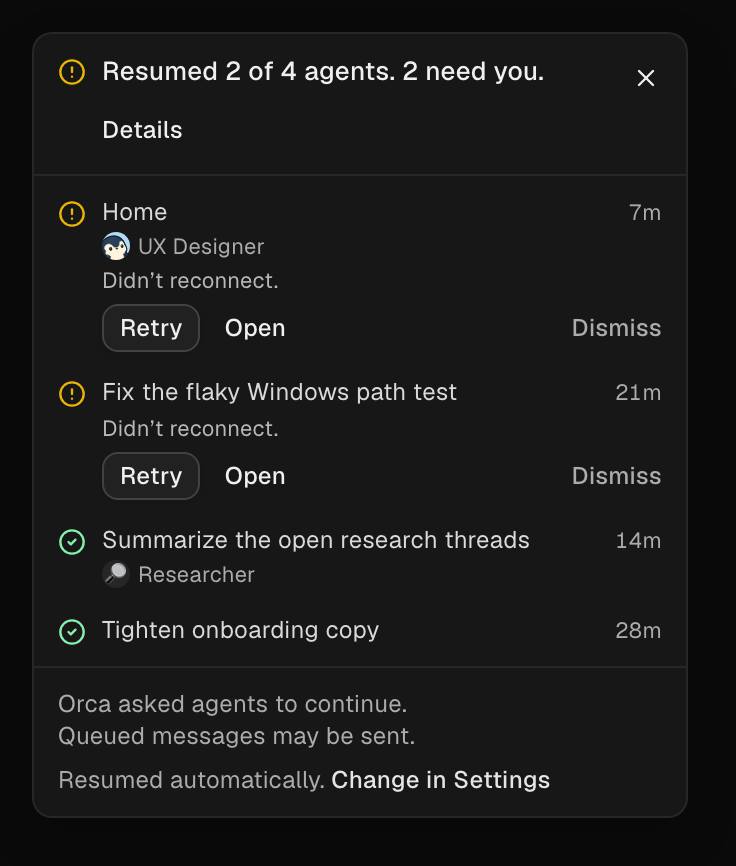 Resumed 2 of 4 agents. 2 need you.
Details
Home 7m
UX Designer
Didn’t reconnect.
Retry Open Dismiss
Fix the flaky Windows path test 21m
Didn’t reconnect.
Retry Open Dismiss
Summarize the open research threads 14m
Researcher
Tighten onboarding copy 28m
Orca asked agents to continue.
Queued messages may be sent.
Resumed automatically. Change in Settings